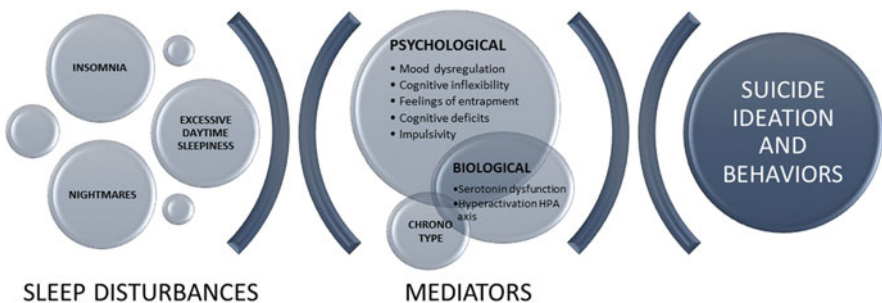 INSOMNIA
EXCESSIVE
DAYTIME
SLEEPINESS
NIGHTMARES
SLEEP DISTURBANCES
PSYCHOLOGICAL
• Mood dysregulation
• Cognitive inflexibility
• Feelings of entrapment
• Cognitive deficits
• Impulsivity
BIOLOGICAL
•Serotonin dysfunction
•Hyperactivation HPA
axis
CHRONO
TYPE
MEDIATORS
SUICIDE
IDEATION
AND
BEHAVIORS